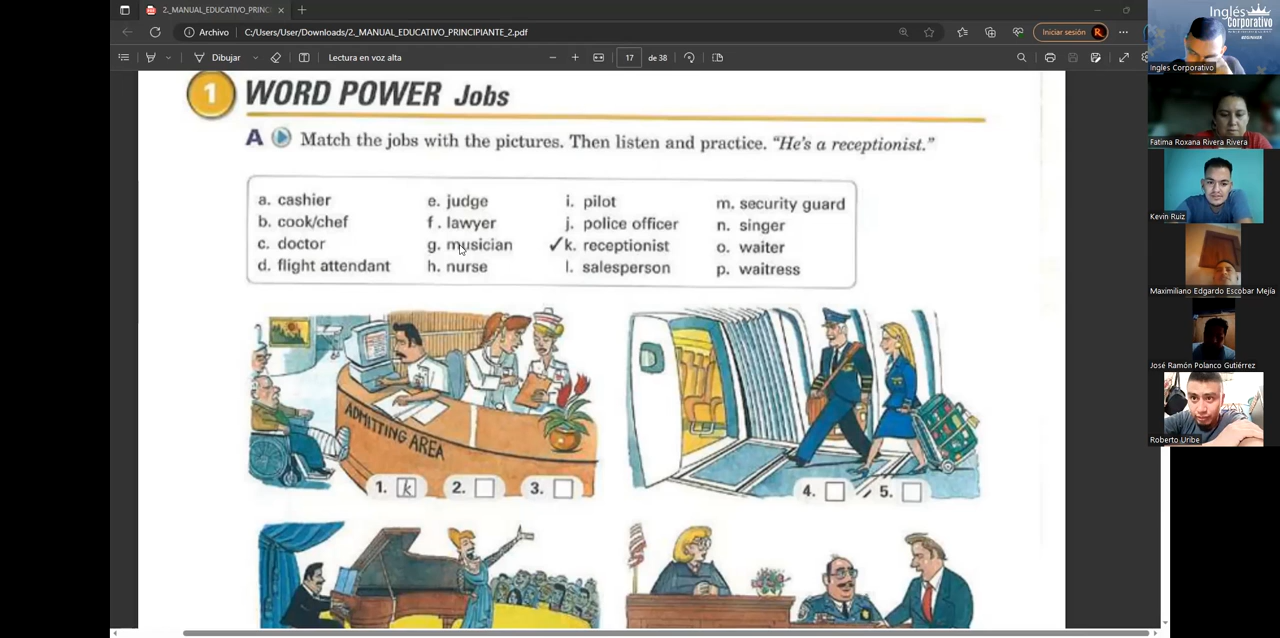 2._MANUAL_EDUCATIVO_PRINCI
Archivo
C:/Users/User/Downloads/2._MANUAL_EDUCATIVO_PRINCIPIANTE_2.pdf
Iniciar sesión
R
Dibujar
Lectura en voz alta
17
de 38
1 WORD POWER Jobs
A Match the jobs with the pictures. Then listen and practice. "He's a receptionist."
a. cashier
b. cook/chef
c. doctor
d. flight attendant
e. judge
f. lawyer
g. musician
h. nurse
i. pilot
j. police officer
✓k. receptionist
l. salesperson
m. security guard
n. singer
o. waiter
p. waitress
ADMITTING AREA
1. k 2. 3.
4. 5.
Inglés
Corporativo
Ingles Corporativo
Fatima Roxana Rivera Rivera
Kevin Ruiz
Maximiliano Edgardo Escobar Mejía
José Ramón Polanco Gutiérrez
Roberto Uribe